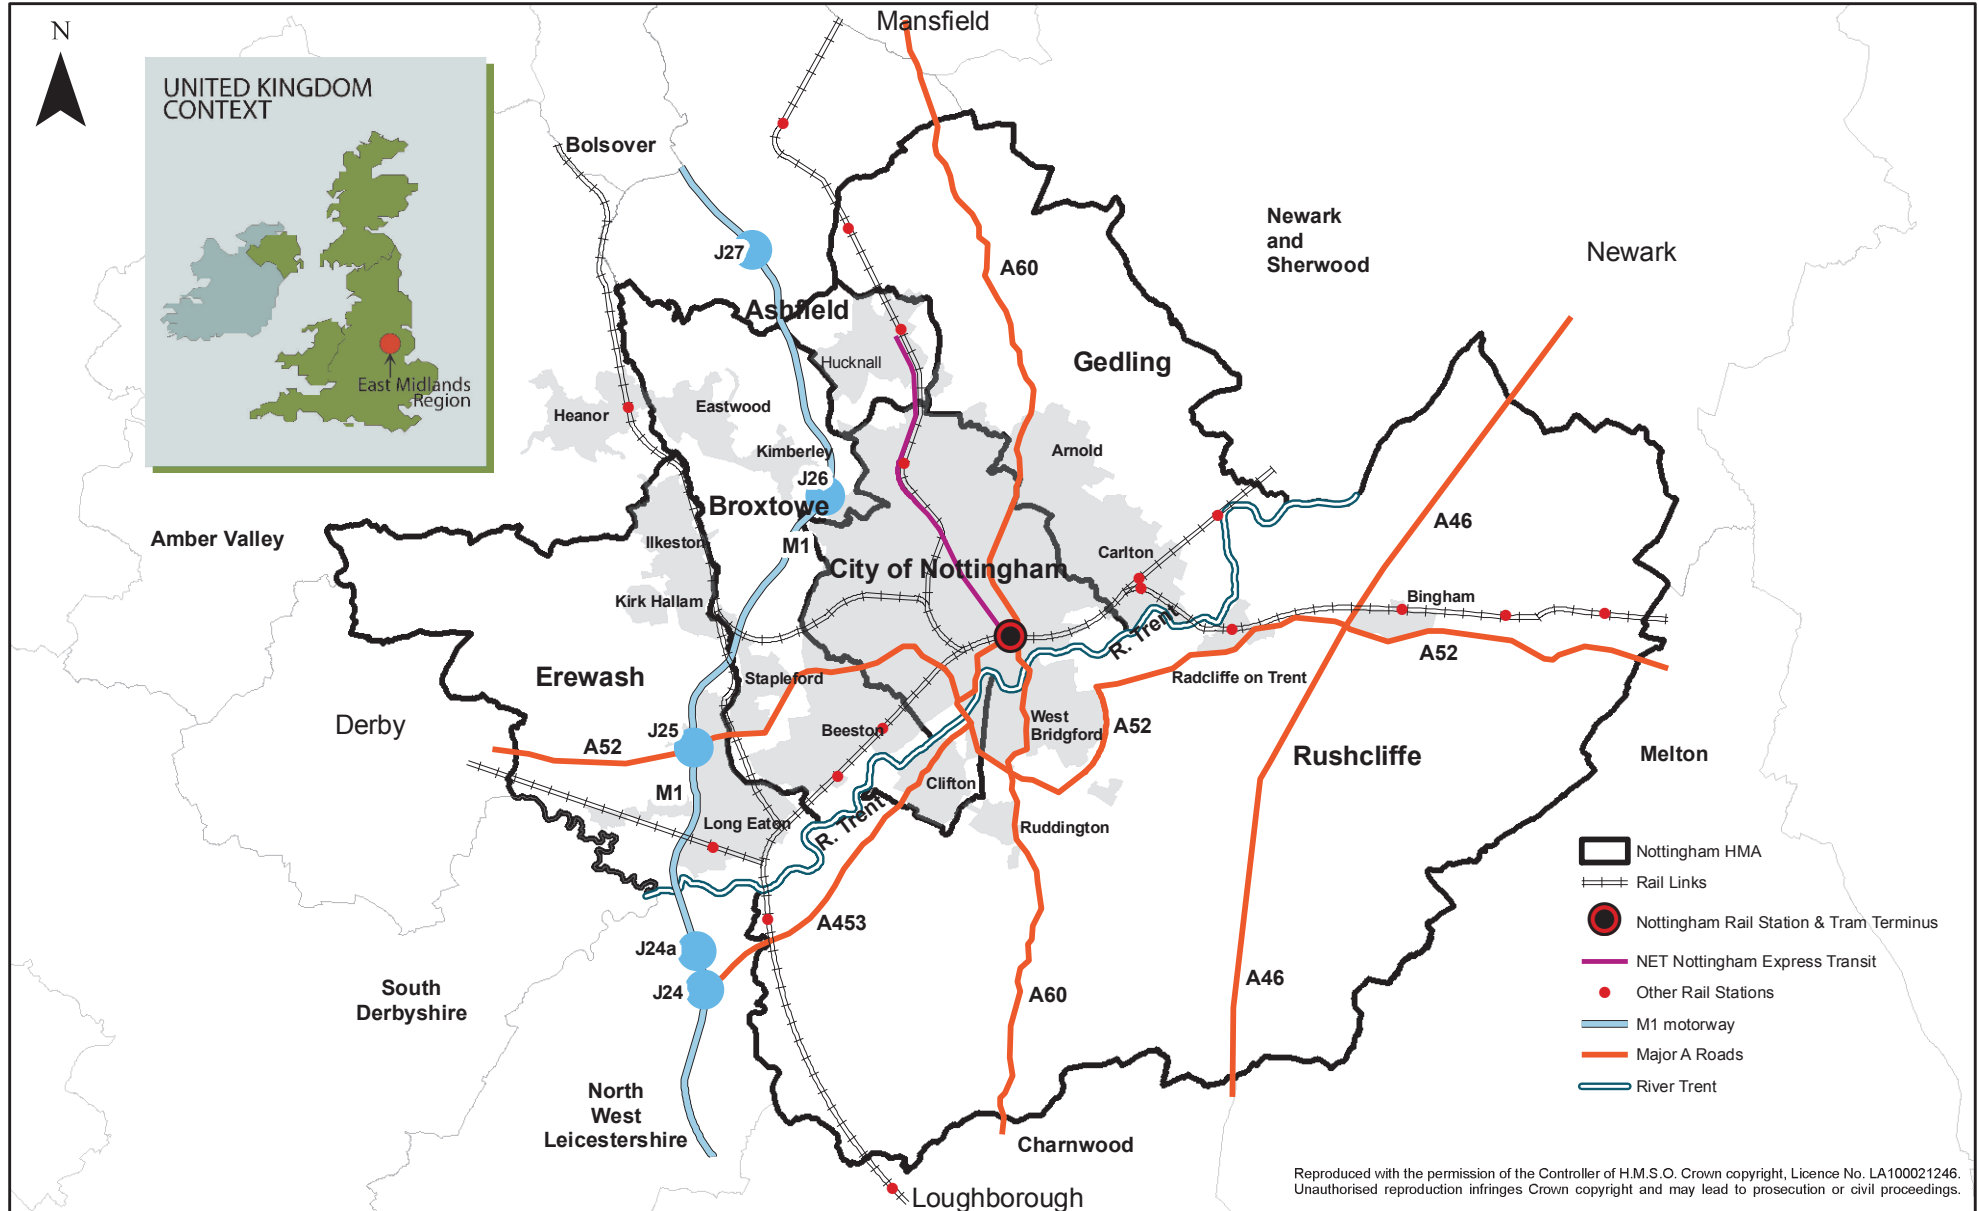 N
Mansfield
UNITED KINGDOM
CONTEXT
East Midlands
Region
Bolsover
J27
Ashfield
Hucknall
A60
Newark
and
Sherwood
Newark
Gedling
Heanor
Eastwood
Kimberley
Arnold
J26
Broxtowe
Amber Valley
Ilkeston
M1
A46
City of Nottingham
Carlton
Kirk Hallam
Bingham
R. Trent
A52
Erewash
Stapleford
Radcliffe on Trent
Derby
J25
A52
Beeston
West
Bridgford
A52
Rushcliffe
Melton
M1
Clifton
Long Eaton
R. Trent
Ruddington
Nottingham HMA
Rail Links
Nottingham Rail Station & Tram Terminus
NET Nottingham Express Transit
Other Rail Stations
M1 motorway
Major A Roads
River Trent
A453
J24a
J24
A60
A46
South
Derbyshire
North
West
Leicestershire
Charnwood
Loughborough
Reproduced with the permission of the Controller of H.M.S.O. Crown copyright, Licence No. LA100021246.
Unauthorised reproduction infringes Crown copyright and may lead to prosecution or civil proceedings.